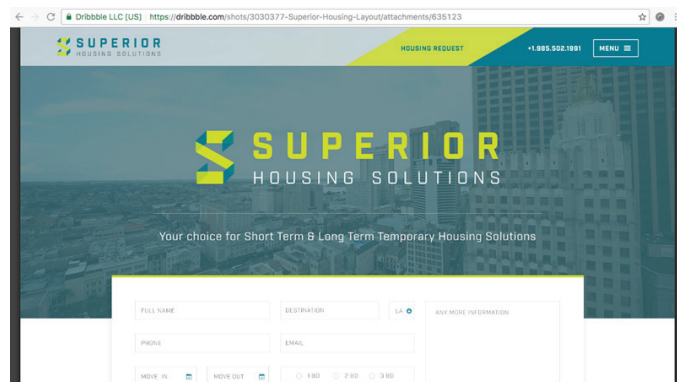 Dribbble LLC [US] https://dribbble.com/shots/3030377-Superior-Housing-Layout/attachments/635123
SUPERIOR
HOUSING SOLUTIONS
HOUSING REQUEST
+1.985.502.1991
MENU
SUPERIOR
HOUSING SOLUTIONS
Your choice for Short Term & Long Term Temporary Housing Solutions
FULL NAME
DESTINATION
LA
ANY MORE INFORMATION
PHONE
EMAIL
MOVE IN
MOVE OUT
1 BD
2 BD
3 BD